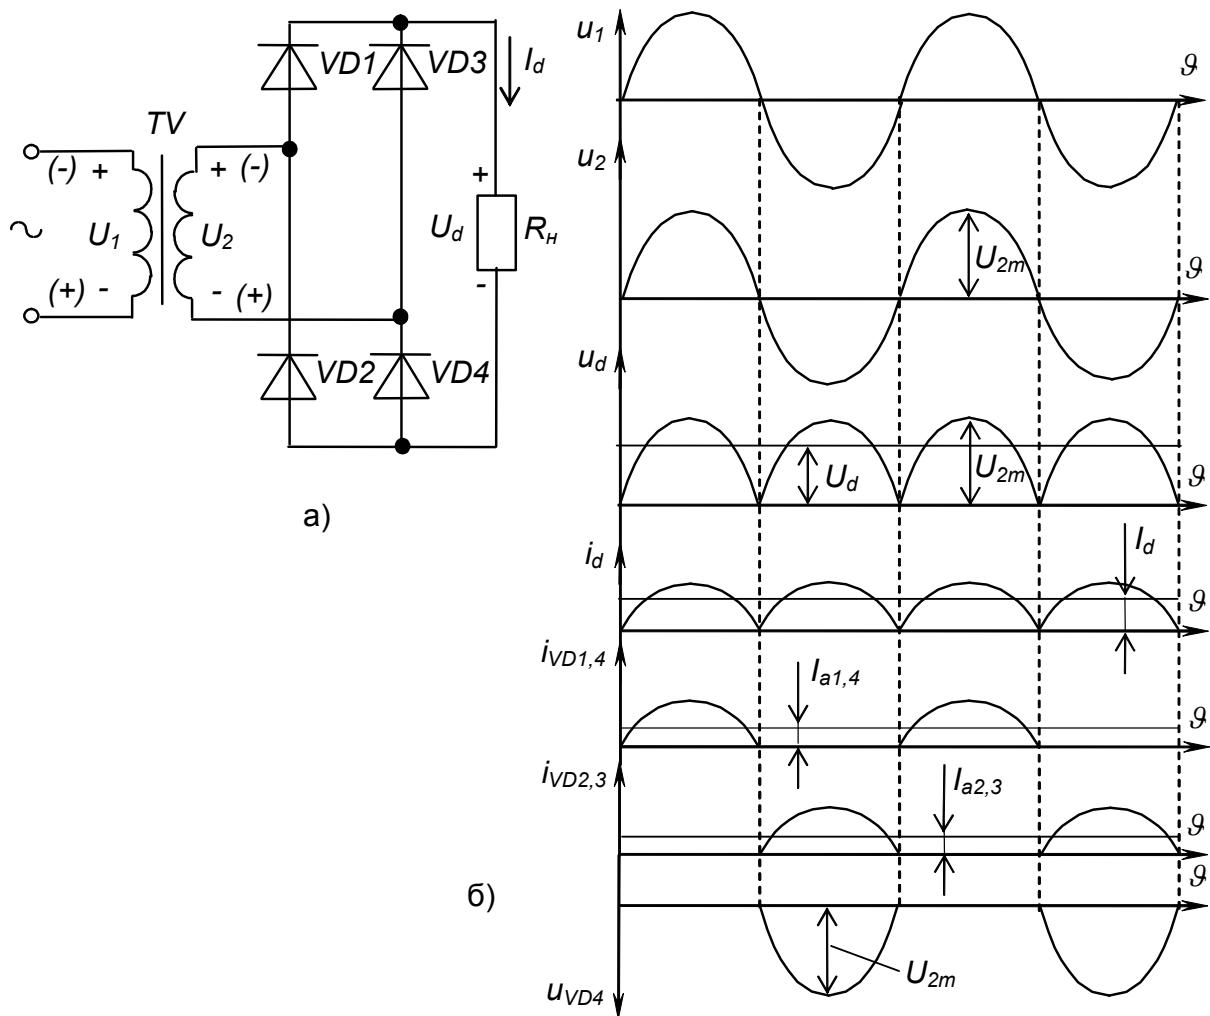 TV
VD1
VD3
I_d
(-) +
+ (-)
U_1
U_2
(+) -
- (+)
+
U_d
R_н
-
VD2
VD4
а)
u_1
ϑ
u_2
U_2m
ϑ
u_d
U_d
U_2m
ϑ
i_d
I_d
ϑ
i_VD1,4
I_a1,4
ϑ
i_VD2,3
I_a2,3
ϑ
ϑ
б)
U_2m
u_VD4